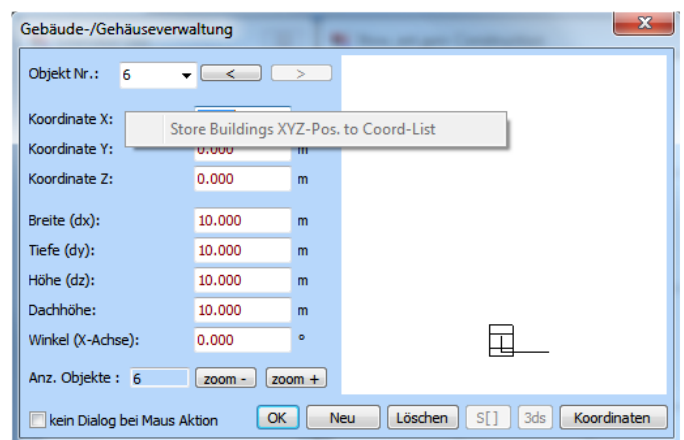 Gebäude-/Gehäuseverwaltung
Objekt Nr.: 6 < >
Koordinate X:
Store Buildings XYZ-Pos. to Coord-List
Koordinate Y: 0.000 m
Koordinate Z: 0.000 m
Breite (dx): 10.000 m
Tiefe (dy): 10.000 m
Höhe (dz): 10.000 m
Dachhöhe: 10.000 m
Winkel (X-Achse): 0.000 °
Anz. Objekte : 6 zoom - zoom +
kein Dialog bei Maus Aktion OK Neu Löschen S[] 3ds Koordinaten